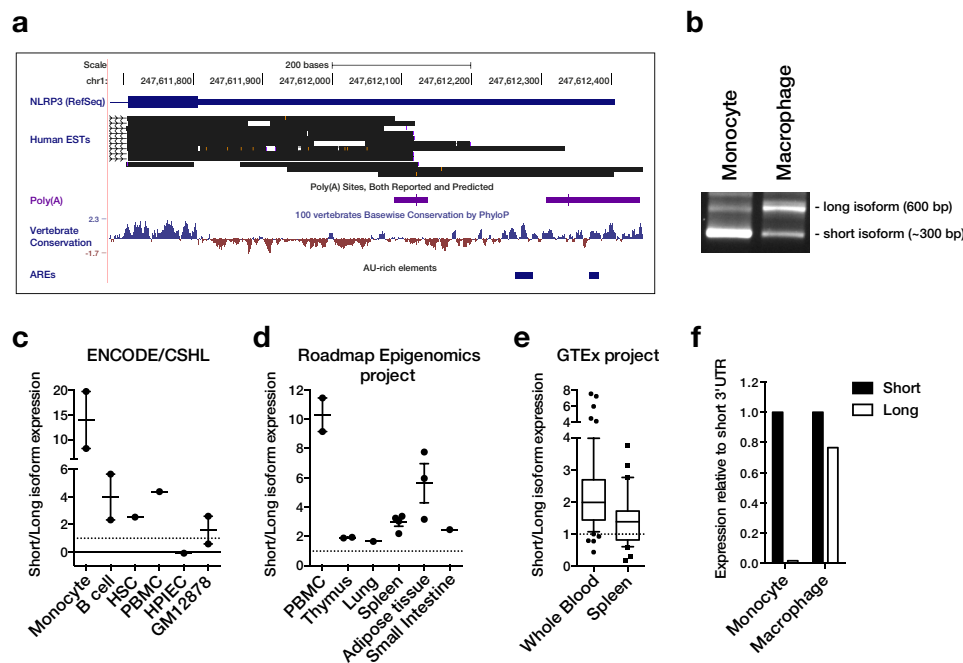 a
Scale
200 bases
chr1:
247,611,800
247,611,900
247,612,000
247,612,100
247,612,200
247,612,300
247,612,400
NLRP3 (RefSeq)
Human ESTs
Poly(A) Sites, Both Reported and Predicted
Poly(A)
100 vertebrates Basewise Conservation by PhyloP
2.3
Vertebrate
Conservation
-1.7
AU-rich elements
AREs
b
Monocyte
Macrophage
- long isoform (600 bp)
- short isoform (~300 bp)
c
ENCODE/CSHL
Short/Long isoform expression
20
15
10
6
4
2
0
Monocyte
B cell
HSC
PBMC
HPIEC
GM12878
d
Roadmap Epigenomics
project
Short/Long isoform expression
12
10
8
6
4
2
0
PBMC
Thymus
Lung
Spleen
Adipose tissue
Small Intestine
e
GTEx project
Short/Long isoform expression
8
7
6
5
4
4
3
2
1
0
Whole Blood
Spleen
f
Expression relative to short 3'UTR
1.2
1.0
0.8
0.6
0.4
0.2
0.0
Monocyte
Macrophage
Short
Long